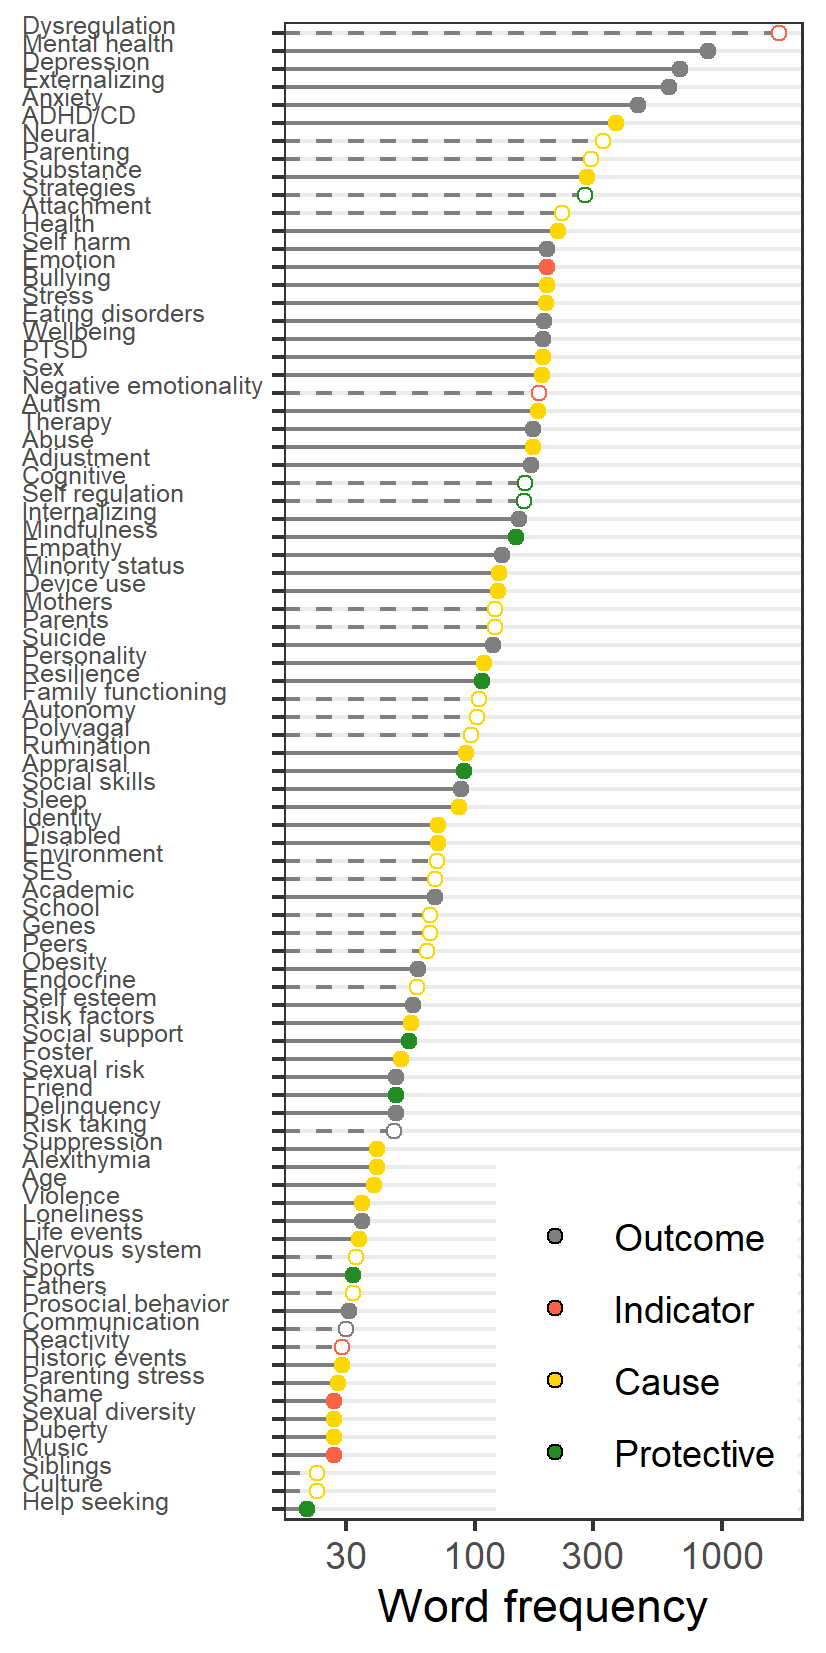 Dysregulation
Mental health
Depression
Externalizing
Anxiety
ADHD/CD
Neural
Parenting
Substance
Strategies
Attachment
Health
Self harm
Emotion
Bullying
Stress
Eating disorders
Wellbeing
PTSD
Sex
Negative emotionality
Autism
Therapy
Abuse
Adjustment
Cognitive
Self regulation
Internalizing
Mindfulness
Empathy
Minority status
Device use
Mothers
Parents
Suicide
Personality
Resilience
Family functioning
Autonomy
Polyvagal
Rumination
Appraisal
Social skills
Sleep
Identity
Disabled
Environment
SES
Academic
School
Genes
Peers
Obesity
Endocrine
Self esteem
Risk factors
Social support
Foster
Sexual risk
Friend
Delinquency
Risk taking
Suppression
Alexithymia
Age
Violence
Loneliness
Life events
Nervous system
Sports
Fathers
Prosocial behavior
Communication
Reactivity
Historic events
Parenting stress
Shame
Sexual diversity
Puberty
Music
Siblings
Culture
Help seeking
Outcome
Indicator
Cause
Protective
30 100 300 1000
Word frequency